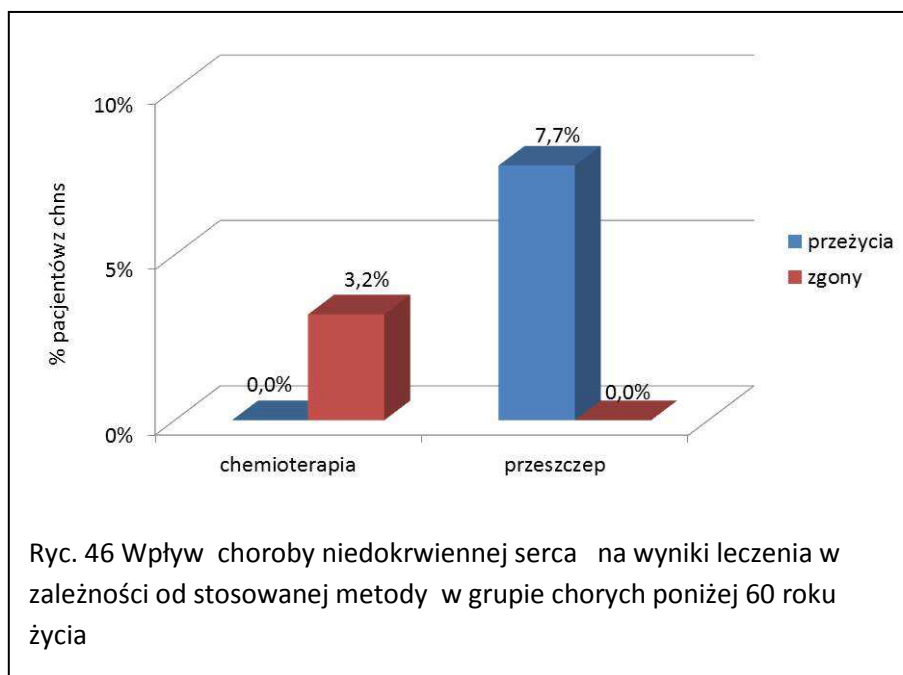 10%
5%
0%
% pacjentów z chns
0,0%
3,2%
7,7%
0,0%
chemioterapia
przeszczep
przeżycia
zgony
Ryc. 46 Wpływ choroby niedokrwiennej serca na wyniki leczenia w
zależności od stosowanej metody w grupie chorych poniżej 60 roku
życia